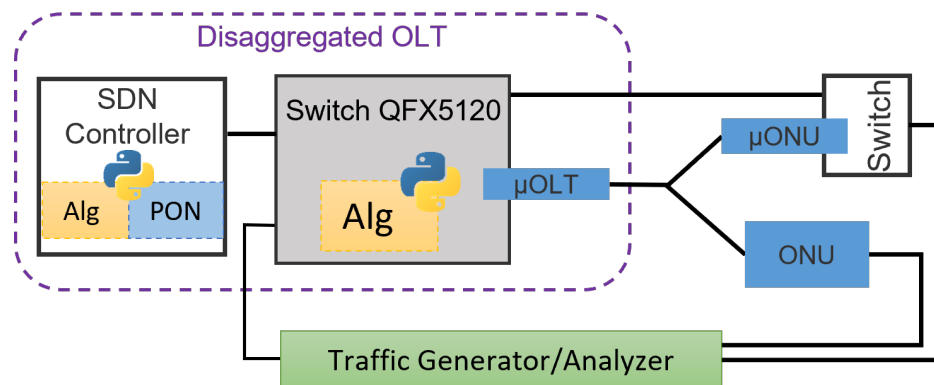 Disaggregated OLT
SDN
Controller
Alg
PON
Switch QFX5120
Alg
µOLT
µONU
Switch
ONU
Traffic Generator/Analyzer